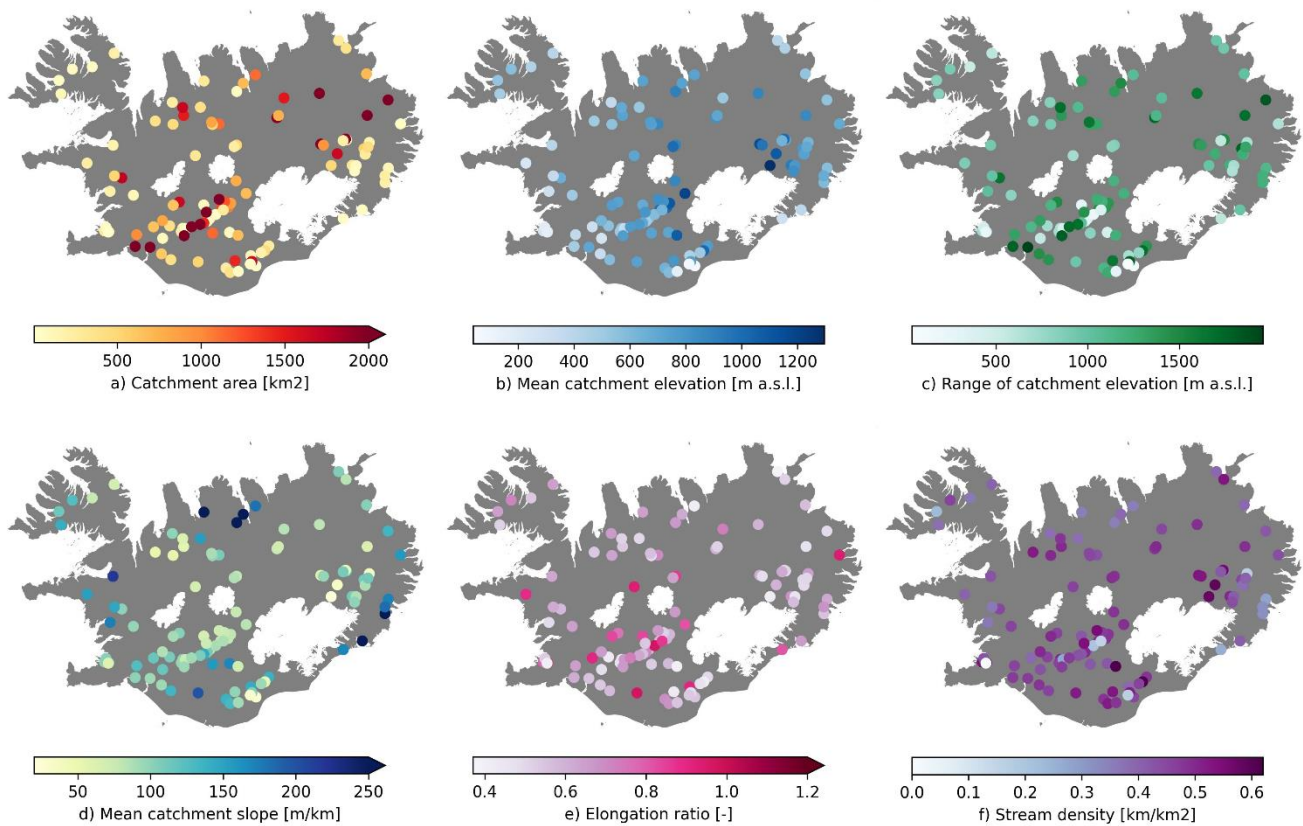 500 1000 1500 2000
a) Catchment area [km2]
200 400 600 800 1000 1200
b) Mean catchment elevation [m a.s.l.]
500 1000 1500
c) Range of catchment elevation [m a.s.l.]
50 100 150 200 250
d) Mean catchment slope [m/km]
0.4 0.6 0.8 1.0 1.2
e) Elongation ratio [-]
0.0 0.1 0.2 0.3 0.4 0.5 0.6
f) Stream density [km/km2]